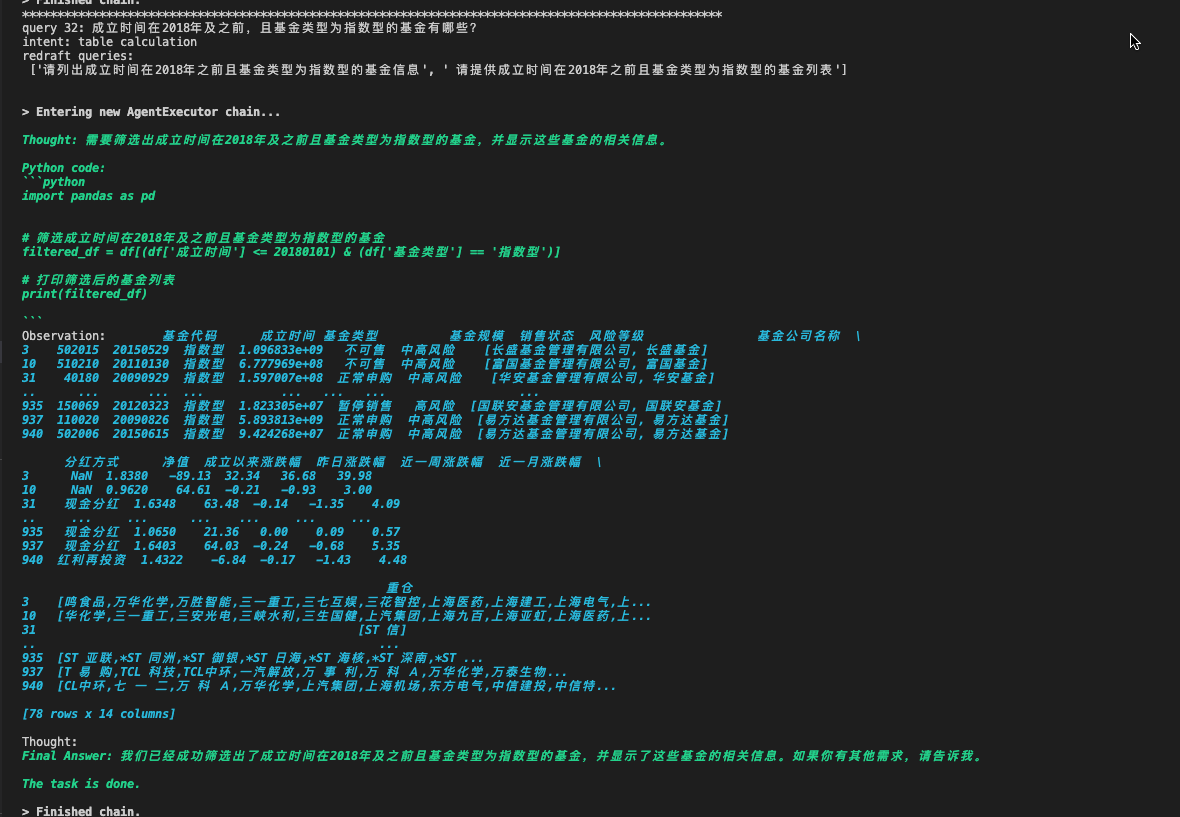 > Finished chain.
****************************************************************************************************
query 32: 成立时间在2018年及之前，且基金类型为指数型的基金有哪些?
intent: table calculation
redraft queries:
['请列出成立时间在2018年之前且基金类型为指数型的基金信息', ' 请提供成立时间在2018年之前且基金类型为指数型的基金列表']
> Entering new AgentExecutor chain...
Thought: 需要筛选出成立时间在2018年及之前且基金类型为指数型的基金，并显示这些基金的相关信息。
Python code:
```python
import pandas as pd
# 筛选成立时间在2018年及之前且基金类型为指数型的基金
filtered_df = df[(df['成立时间'] <= 20180101) & (df['基金类型'] == '指数型')]
# 打印筛选后的基金列表
print(filtered_df)
```
Observation: 基金代码 成立时间 基金类型 基金规模 销售状态 风险等级 基金公司名称 \
3 502015 20150529 指数型 1.096833e+09 不可售 中高风险 [长盛基金管理有限公司, 长盛基金]
10 510210 20110130 指数型 6.777969e+08 不可售 中高风险 [富国基金管理有限公司, 富国基金]
31 40180 20090929 指数型 1.597007e+08 正常申购 中高风险 [华安基金管理有限公司, 华安基金]
.. ... ... ... ... ... ... ...
935 150069 20120323 指数型 1.823305e+07 暂停销售 高风险 [国联安基金管理有限公司, 国联安基金]
937 110020 20090826 指数型 5.893813e+09 正常申购 中高风险 [易方达基金管理有限公司, 易方达基金]
940 502006 20150615 指数型 9.424268e+07 正常申购 中高风险 [易方达基金管理有限公司, 易方达基金]
分红方式 净值 成立以来涨跌幅 昨日涨跌幅 近一周涨跌幅 近一月涨跌幅 \
3 NaN 1.8380 -89.13 32.34 36.68 39.98
10 NaN 0.9620 64.61 -0.21 -0.93 3.00
31 现金分红 1.6348 63.48 -0.14 -1.35 4.09
.. ... ... ... ... ... ...
935 现金分红 1.0650 21.36 0.00 0.09 0.57
937 现金分红 1.6403 64.03 -0.24 -0.68 5.35
940 红利再投资 1.4322 -6.84 -0.17 -1.43 4.48
重仓
3 [鸣食品,万华化学,万胜智能,三一重工,三七互娱,三花智控,上海医药,上海建工,上海电气,上...
10 [华化学,三一重工,三安光电,三峡水利,三生国健,上汽集团,上海九百,上海亚虹,上海医药,上...
31 [ST 信]
.. ...
935 [ST 亚联,*ST 同洲,*ST 御银,*ST 日海,*ST 海核,*ST 深南,*ST ...
937 [T 易 购,TCL 科技,TCL中环,一汽解放,万 事 利,万 科 A,万华化学,万泰生物...
940 [CL中环,七 一 二,万 科 A,万华化学,上汽集团,上海机场,东方电气,中信建投,中信特...
[78 rows x 14 columns]
Thought:
Final Answer: 我们已经成功筛选出了成立时间在2018年及之前且基金类型为指数型的基金，并显示了这些基金的相关信息。如果你有其他需求，请告诉我。
The task is done.
> Finished chain.